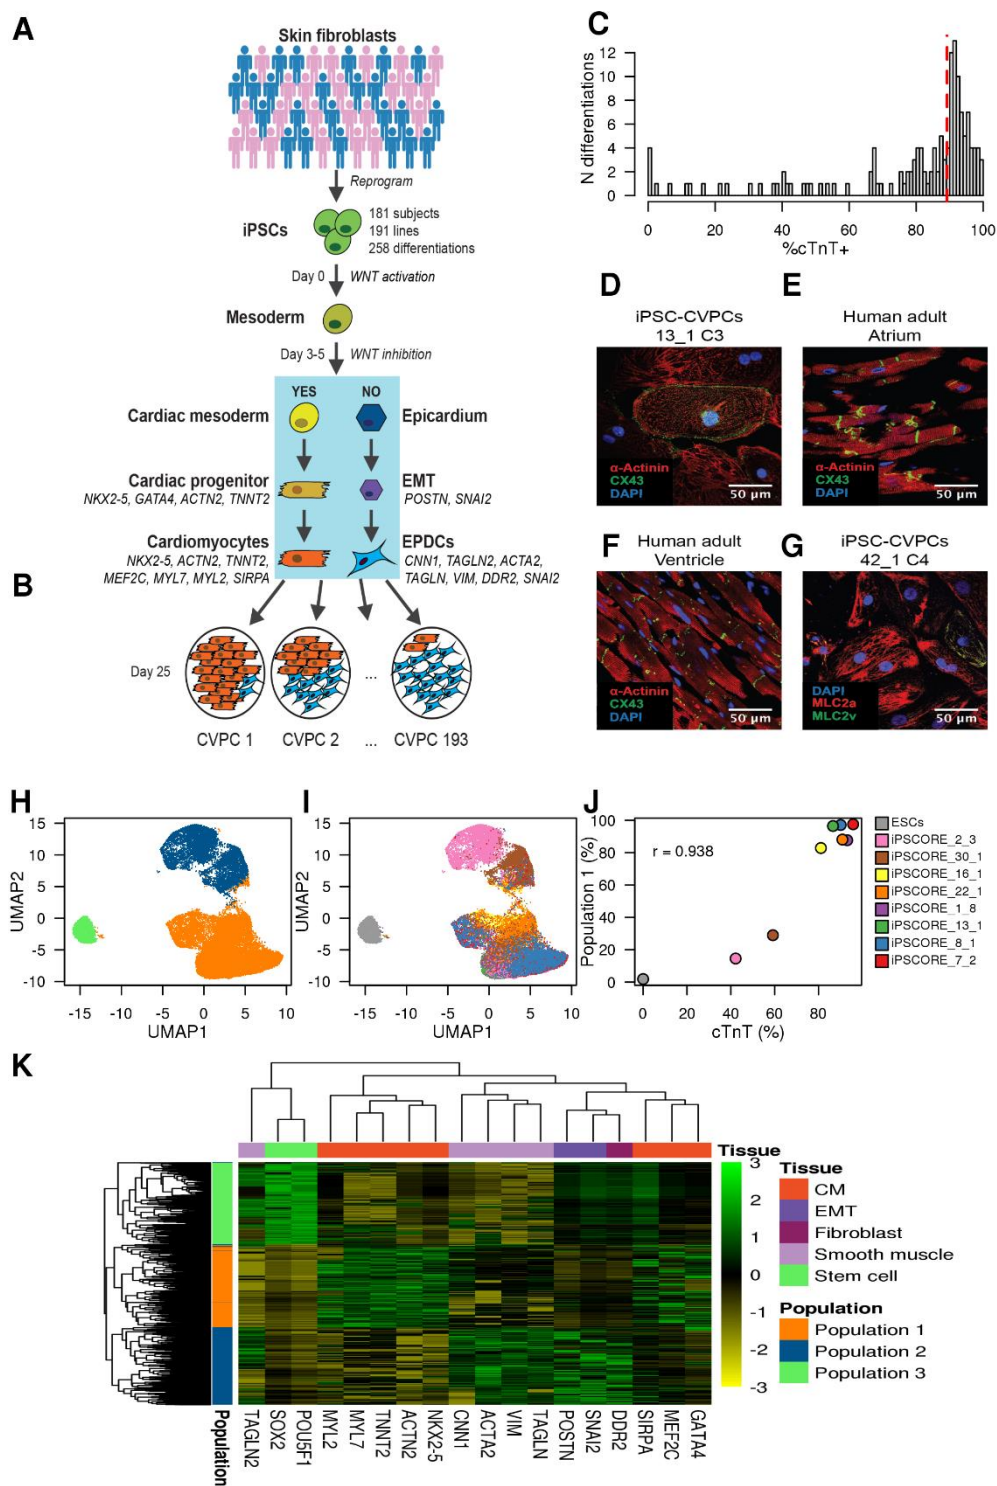 A
Skin fibroblasts
Reprogram
iPSCs
181 subjects
191 lines
258 differentiations
Day 0
WNT activation
Mesoderm
Day 3-5
WNT inhibition
YES
NO
Cardiac mesoderm
Epicardium
Cardiac progenitor
NKX2-5, GATA4, ACTN2, TNNT2
EMT
POSTN, SNAI2
Cardiomyocytes
NKX2-5, ACTN2, TNNT2,
MEF2C, MYL7, MYL2, SIRPA
EPDCs
CNN1, TAGLN2, ACTA2,
TAGLN, VIM, DDR2, SNAI2
B
Day 25
...
CVPC 1
CVPC 2
...
CVPC 193
C
N differentiations
12
10
8
6
4
2
0
0
20
40
60
80
100
%cTnT+
D
iPSC-CVPCs
13_1 C3
α-Actinin
CX43
DAPI
50 µm
E
Human adult
Atrium
α-Actinin
CX43
DAPI
50 µm
F
Human adult
Ventricle
α-Actinin
CX43
DAPI
50 µm
G
iPSC-CVPCs
42_1 C4
DAPI
MLC2a
MLC2v
50 µm
H
UMAP2
15
10
5
0
-5
-10
-15
-10
-5
0
5
10
UMAP1
I
UMAP2
15
10
5
0
-5
-10
-15
-10
-5
0
5
10
UMAP1
J
Population 1 (%)
100
80
60
40
20
0
r = 0.938
0
20
40
60
80
cTnT (%)
ESCs
iPSCORE_2_3
iPSCORE_30_1
iPSCORE_16_1
iPSCORE_22_1
iPSCORE_1_8
iPSCORE_13_1
iPSCORE_8_1
iPSCORE_7_2
K
Tissue
3
2
1
0
-1
-2
-3
Tissue
CM
EMT
Fibroblast
Smooth muscle
Stem cell
Population
Population 1
Population 2
Population 3
Population
TAGLN2
SOX2
POU5F1
MYL2
MYL7
TNNT2
ACTN2
NKX2-5
CNN1
ACTA2
VIM
TAGLN
POSTN
SNAI2
DDR2
SIRPA
MEF2C
GATA4